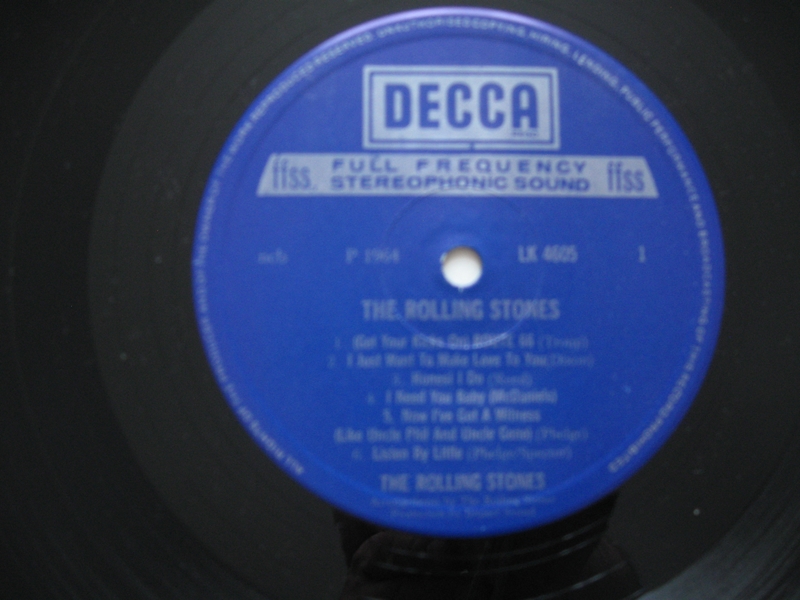 DECCA
ffss FULL FREQUENCY ffss
STEREOPHONIC SOUND
ncb P 1964 LK 4605 1
THE ROLLING STONES
1. (Get Your Kicks On) ROUTE 66 (Troup)
2. I Just Want To Make Love To You (Dixon)
3. Honest I Do (Reed)
4. I Need You Baby (McDaniels)
5. Now I've Got A Witness
(Like Uncle Phil And Uncle Gene) (Phelge)
6. Listen By Little (Phelge/Spector)
THE ROLLING STONES